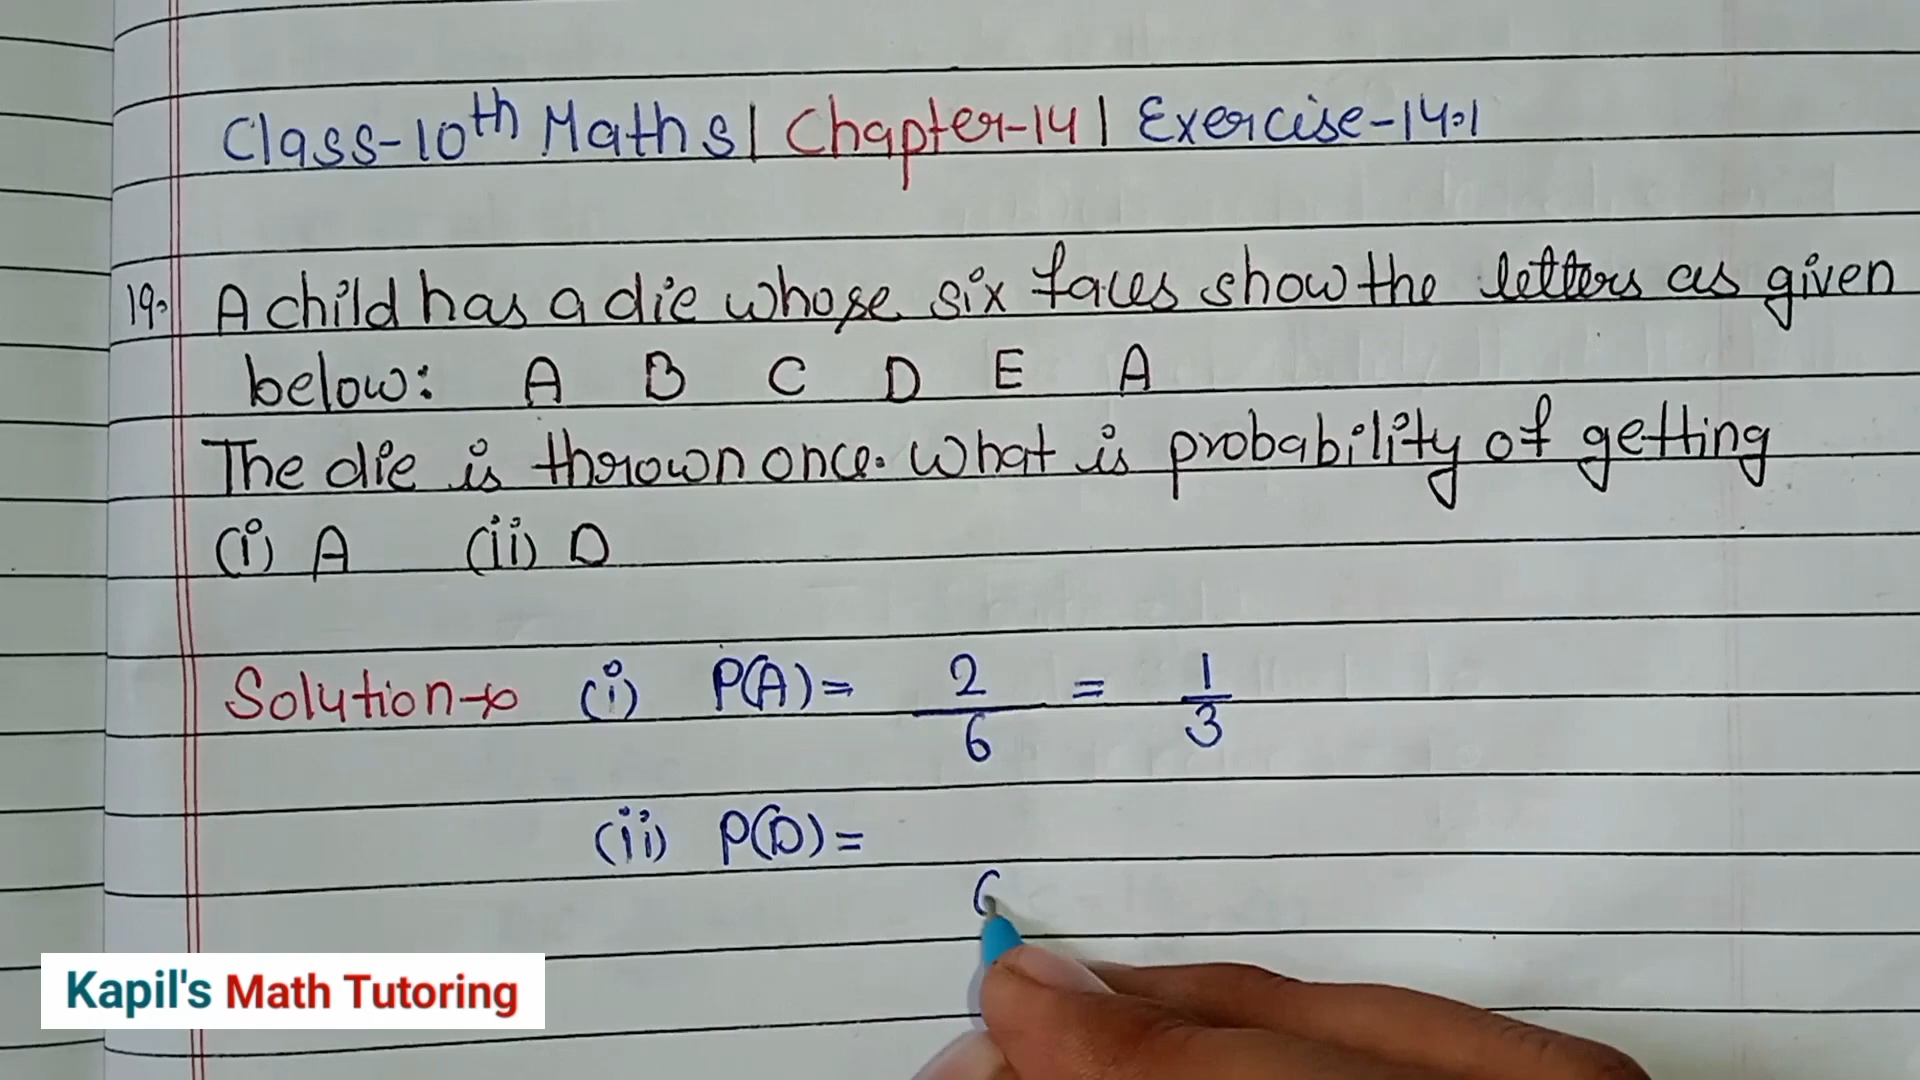 Class-10th Maths | Chapter-14 | Exercise-14.1
19. A child has a die whose six faces show the letters as given
below: A B C D E A
The die is thrown once. What is probability of getting
(i) A (ii) D
Solution→ (i) P(A) = 2/6 = 1/3
(ii) P(D) =
6
Kapil's Math Tutoring